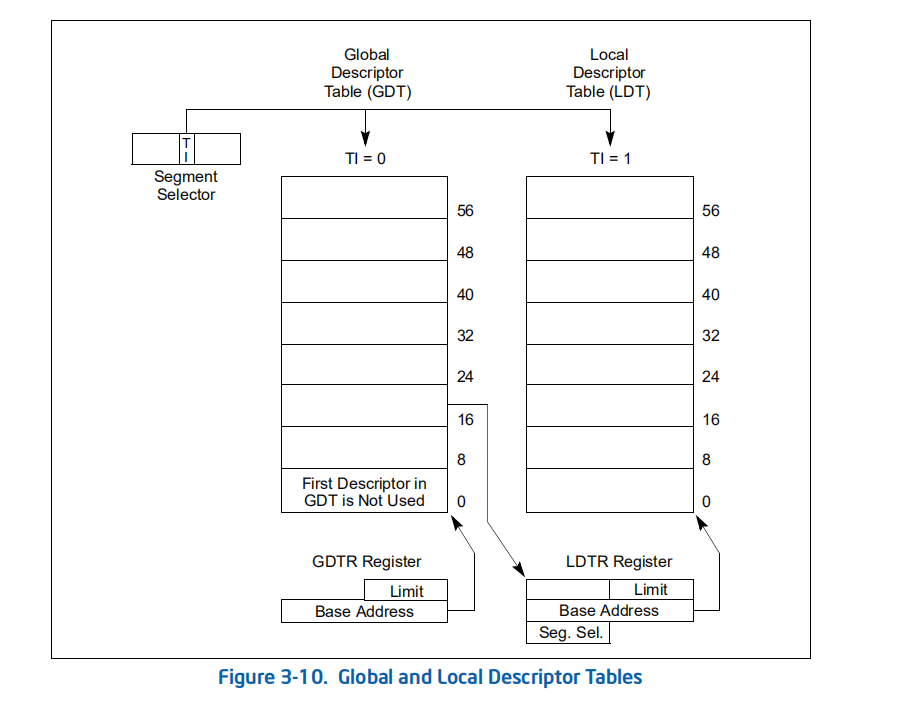 Global
Descriptor
Table (GDT)
Local
Descriptor
Table (LDT)
T
I
Segment
Selector
TI = 0
TI = 1
56
56
48
48
40
40
32
32
24
24
16
16
8
8
First Descriptor in
GDT is Not Used
0
0
GDTR Register
LDTR Register
Limit
Base Address
Limit
Base Address
Seg. Sel.
Figure 3-10. Global and Local Descriptor Tables